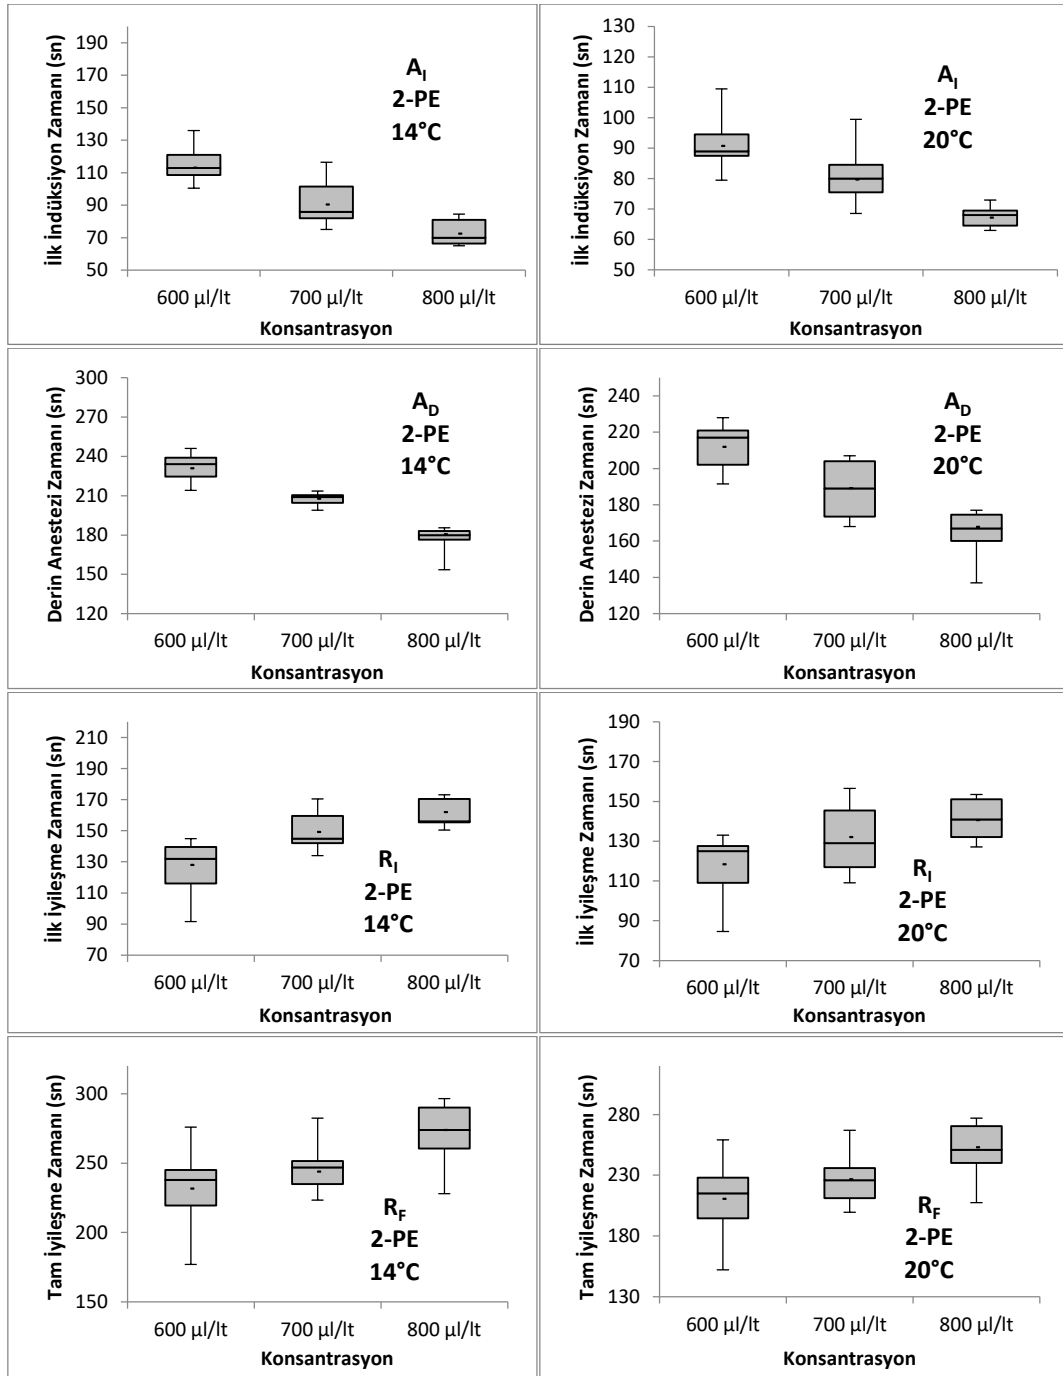 İlk İndüksiyon Zamanı (sn)
190
170
150
130
110
90
70
50
A_I
2-PE
14°C
600 µl/lt 700 µl/lt 800 µl/lt
Konsantrasyon
İlk İndüksiyon Zamanı (sn)
130
120
110
100
90
80
70
60
50
A_I
2-PE
20°C
600 µl/lt 700 µl/lt 800 µl/lt
Konsantrasyon
Derin Anestezi Zamanı (sn)
300
270
240
210
180
150
120
A_D
2-PE
14°C
600 µl/lt 700 µl/lt 800 µl/lt
Konsantrasyon
Derin Anestezi Zamanı (sn)
240
220
200
180
160
140
120
A_D
2-PE
20°C
600 µl/lt 700 µl/lt 800 µl/lt
Konsantrasyon
İlk İyileşme Zamanı (sn)
210
190
170
150
130
110
90
70
R_I
2-PE
14°C
600 µl/lt 700 µl/lt 800 µl/lt
Konsantrasyon
İlk İyileşme Zamanı (sn)
190
170
150
130
110
90
70
R_I
2-PE
20°C
600 µl/lt 700 µl/lt 800 µl/lt
Konsantrasyon
Tam İyileşme Zamanı (sn)
300
250
200
150
R_F
2-PE
14°C
600 µl/lt 700 µl/lt 800 µl/lt
Konsantrasyon
Tam İyileşme Zamanı (sn)
280
230
180
130
R_F
2-PE
20°C
600 µl/lt 700 µl/lt 800 µl/lt
Konsantrasyon